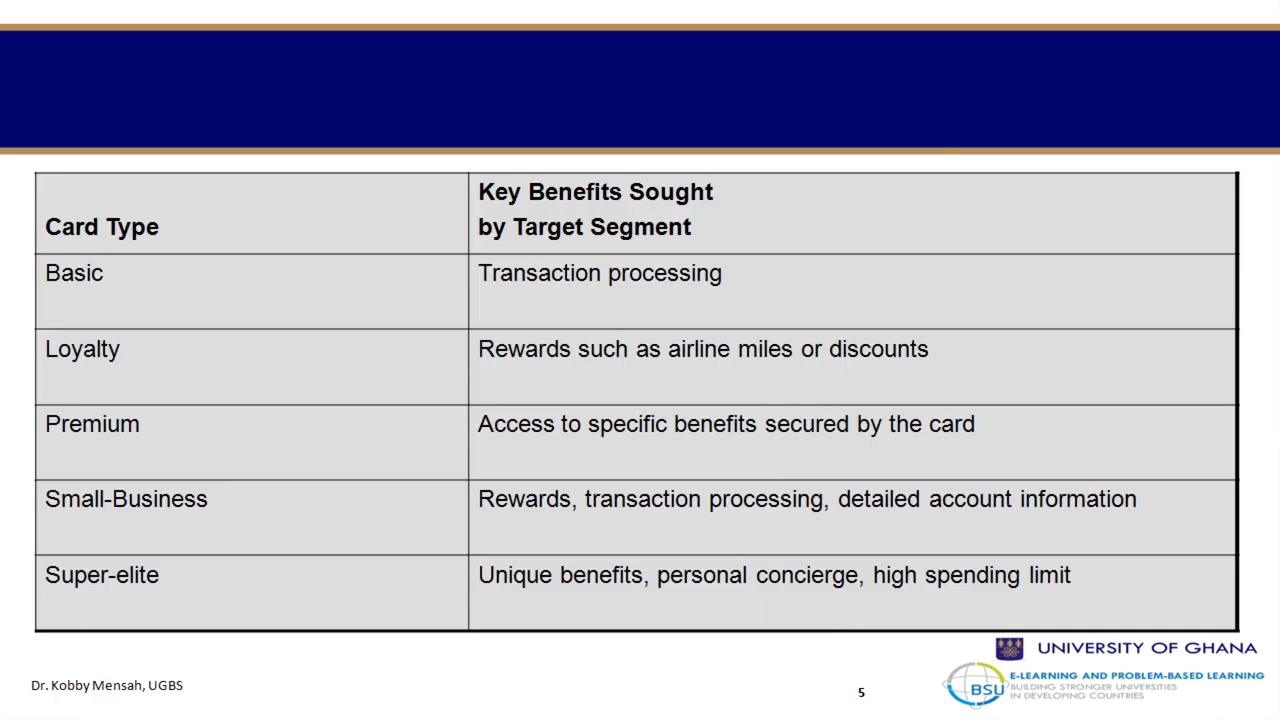 Card Type
Key Benefits Sought
by Target Segment
Basic
Transaction processing
Loyalty
Rewards such as airline miles or discounts
Premium
Access to specific benefits secured by the card
Small-Business
Rewards, transaction processing, detailed account information
Super-elite
Unique benefits, personal concierge, high spending limit
UNIVERSITY OF GHANA
Dr. Kobby Mensah, UGBS
5
BSU
E-LEARNING AND PROBLEM-BASED LEARNING
BUILDING STRONGER UNIVERSITIES
IN DEVELOPING COUNTRIES